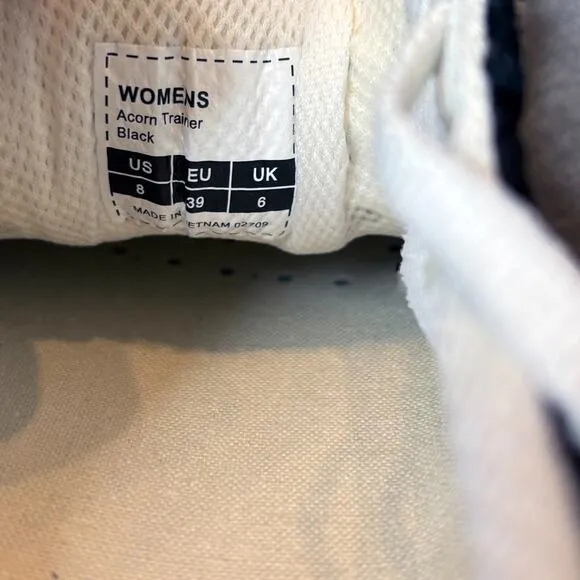 WOMENS
Acorn Trainer
Black
US EU UK
8 39 6
MADE IN VIETNAM 02709